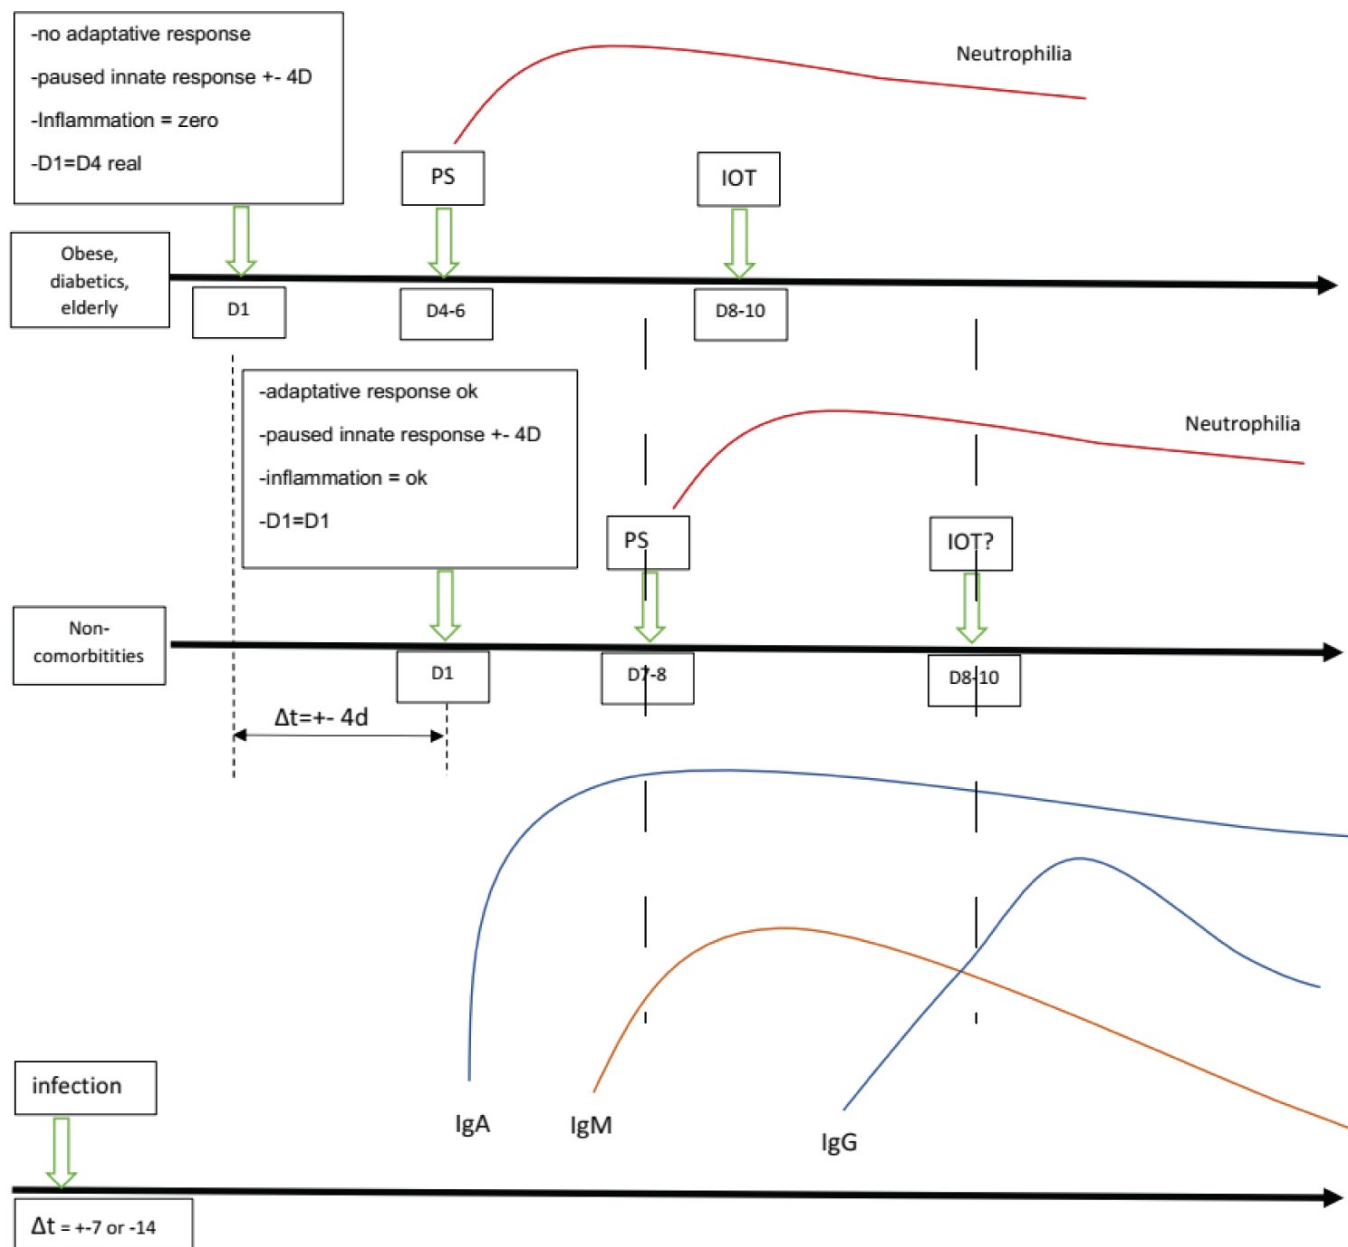 -no adaptative response
-paused innate response +- 4D
-Inflammation = zero
-D1=D4 real
Neutrophilia
PS
IOT
Obese,
diabetics,
elderly
D1
D4-6
D8-10
-adaptative response ok
-paused innate response +- 4D
-inflammation = ok
-D1=D1
Neutrophilia
PS
IOT?
Non-
comorbitities
D1
D7-8
D8-10
Δt=+- 4d
infection
IgA
IgM
IgG
Δt = +-7 or -14